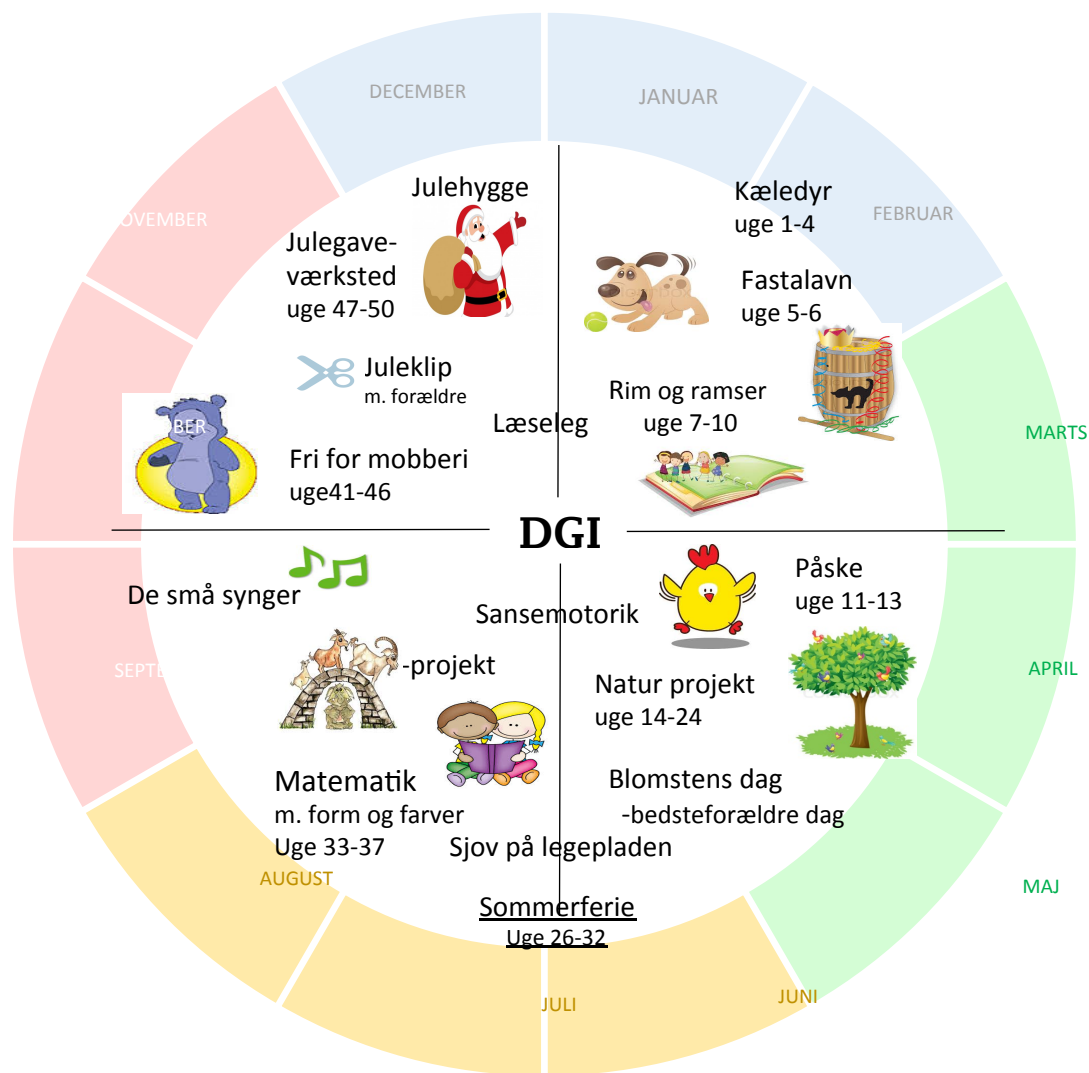 DECEMBER
JANUAR
FEBRUAR
MARTS
APRIL
MAJ
JUNI
JULI
AUGUST
SEPTE
BER
OVEMBER
Julehygge
Julegave-
værksted
uge 47-50
Juleklip
m. forældre
Fri for mobberi
uge41-46
Læseleg
Kæledyr
uge 1-4
Fastalavn
uge 5-6
Rim og ramser
uge 7-10
DGI
De små synger
Sansemotorik
-projekt
Matematik
m. form og farver
Uge 33-37
Påske
uge 11-13
Natur projekt
uge 14-24
Blomstens dag
-bedsteforældre dag
Sjov på legepladen
Sommerferie
Uge 26-32